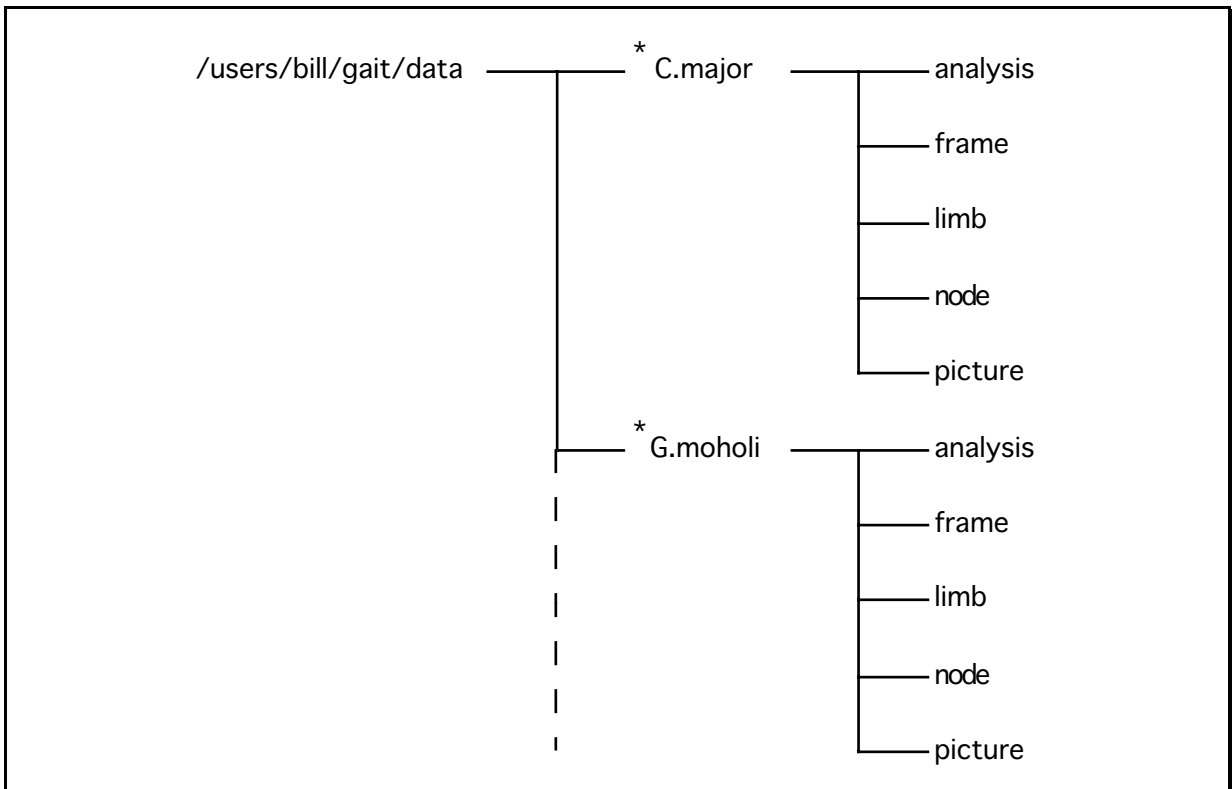 /users/bill/gait/data * C.major analysis
frame
limb
node
picture
* G.moholi analysis
frame
limb
node
picture